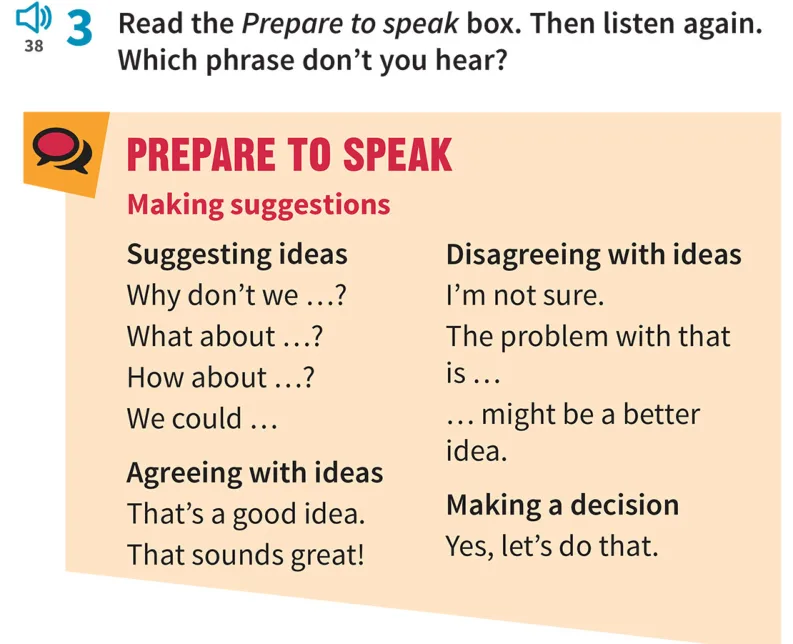 38
3 Read the Prepare to speak box. Then listen again.
Which phrase don’t you hear?
PREPARE TO SPEAK
Making suggestions
Suggesting ideas
Why don’t we …?
What about …?
How about …?
We could …
Agreeing with ideas
That’s a good idea.
That sounds great!
Disagreeing with ideas
I’m not sure.
The problem with that
is …
… might be a better
idea.
Making a decision
Yes, let’s do that.